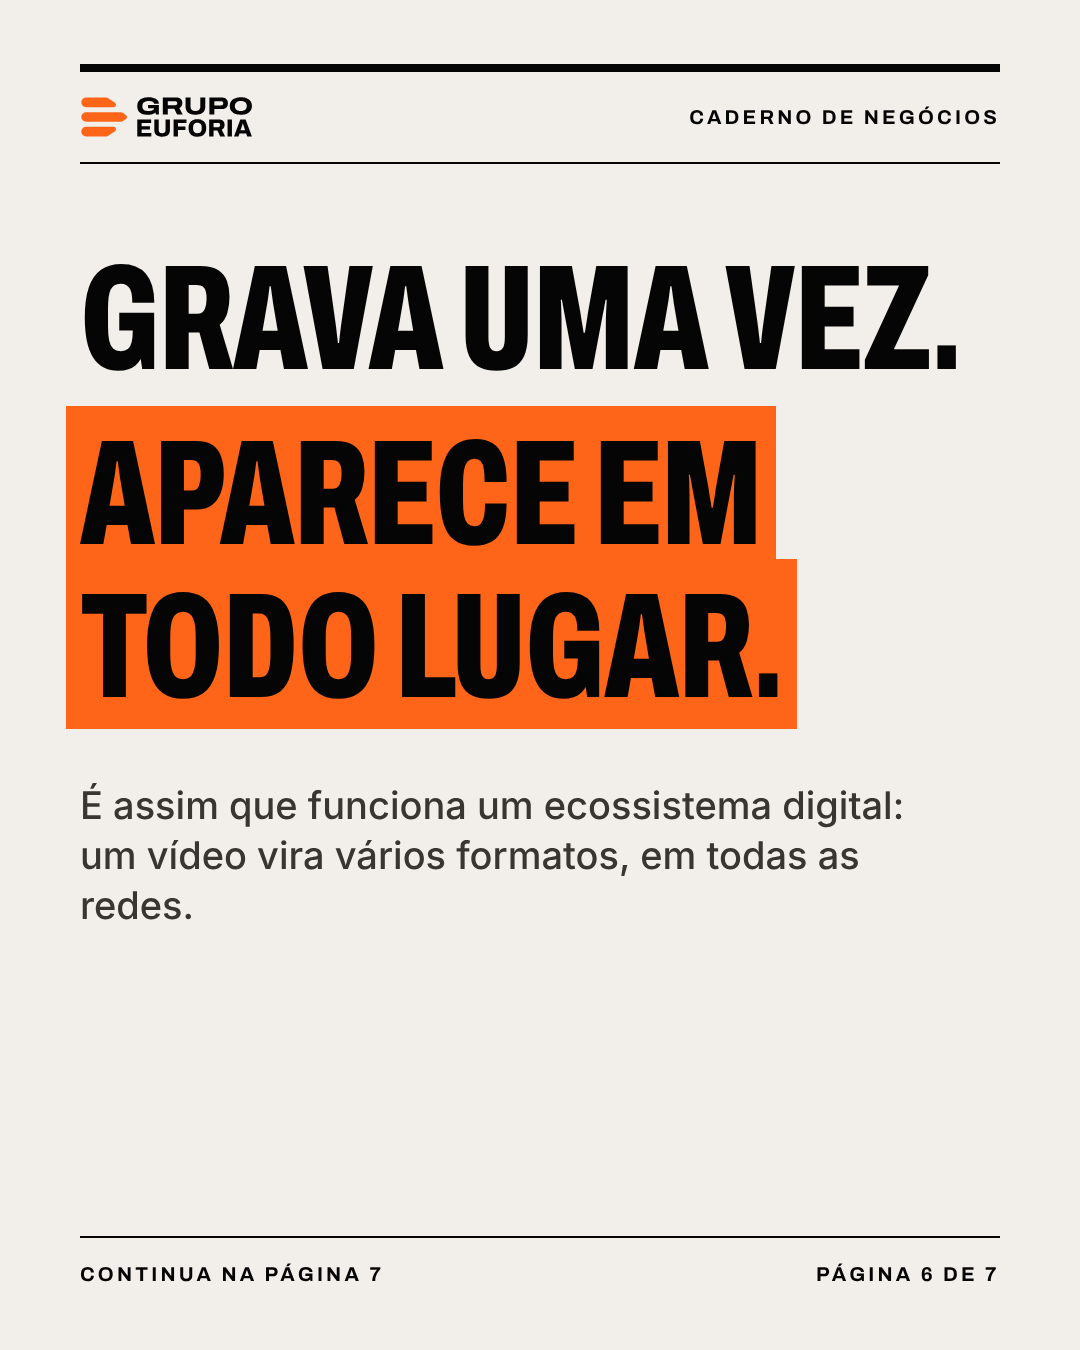 GRUPO
EUFORIA
CADERNO DE NEGÓCIOS
GRAVA UMA VEZ.
APARECE EM
TODO LUGAR.
É assim que funciona um ecossistema digital:
um vídeo vira vários formatos, em todas as
redes.
CONTINUA NA PÁGINA 7
PÁGINA 6 DE 7